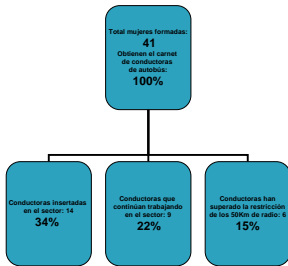 Total mujeres formadas:
41
Obtienen el carnet
de conductoras
de autobús:
100%
Conductoras insertadas
en el sector: 14
34%
Conductoras que
continúan trabajando
en el sector: 9
22%
Conductoras han
superado la restricción
de los 50Km de radio: 6
15%